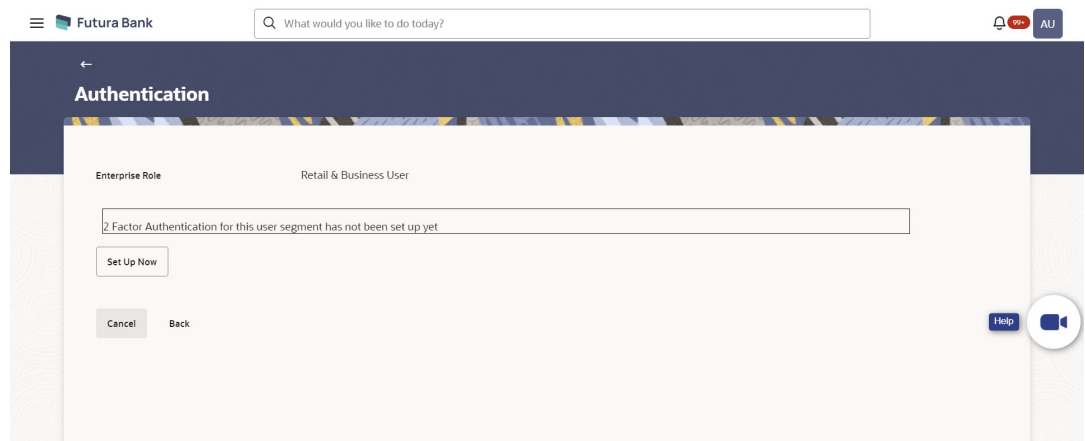 Futura Bank
What would you like to do today?
99+
AU
Authentication
Enterprise Role Retail & Business User
2 Factor Authentication for this user segment has not been set up yet
Set Up Now
Cancel Back
Help